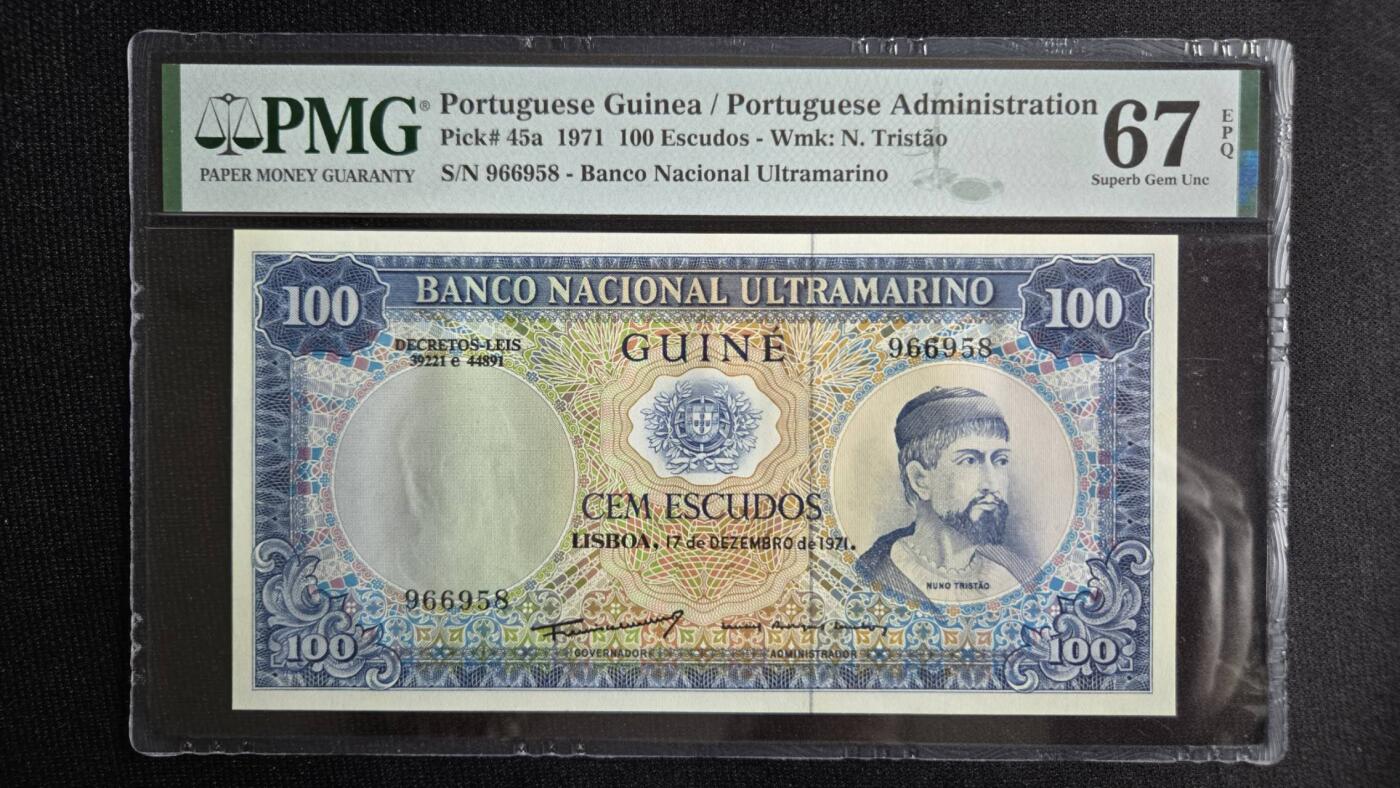 PMG®
PAPER MONEY GUARANTY
Portuguese Guinea / Portuguese Administration
Pick# 45a 1971 100 Escudos - Wmk: N. Tristão
S/N 966958 - Banco Nacional Ultramarino
67
EPQ
Superb Gem Unc
100 BANCO NACIONAL ULTRAMARINO 100
DECRETOS-LEIS
39221 e 44891
GUINÉ
966958
CEM ESCUDOS
LISBOA, 17 de DEZEMBRO de 1971.
NUNO TRISTÃO
966958
GOVERNADOR ADMINISTRADOR
100 100